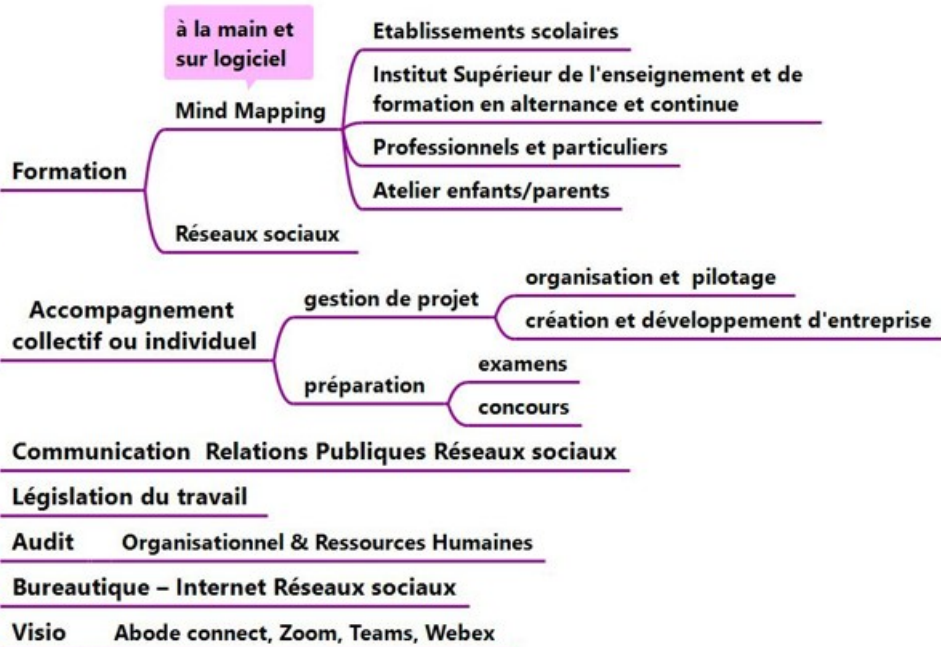 à la main et
sur logiciel
Formation
Mind Mapping
Etablissements scolaires
Institut Supérieur de l'enseignement et de
formation en alternance et continue
Professionnels et particuliers
Atelier enfants/parents
Réseaux sociaux
Accompagnement
collectif ou individuel
gestion de projet
organisation et pilotage
création et développement d'entreprise
préparation
examens
concours
Communication Relations Publiques Réseaux sociaux
Législation du travail
Audit Organisationnel & Ressources Humaines
Bureautique – Internet Réseaux sociaux
Visio Abode connect, Zoom, Teams, Webex